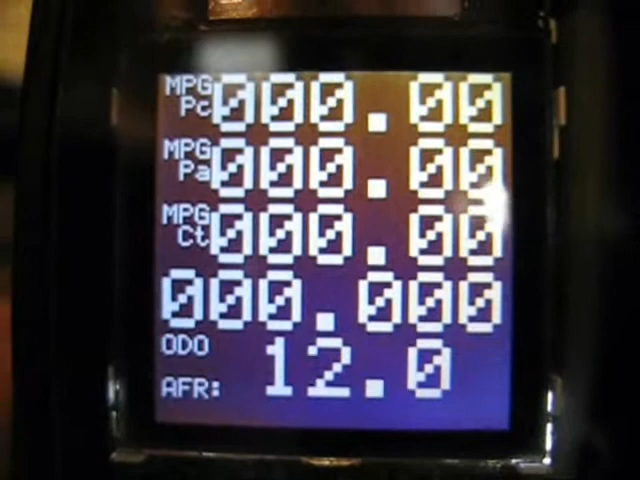 MPG Pc 000.00
MPG Pa 000.00
MPG Ct 000.00
000.000
ODO
AFR: 12.0